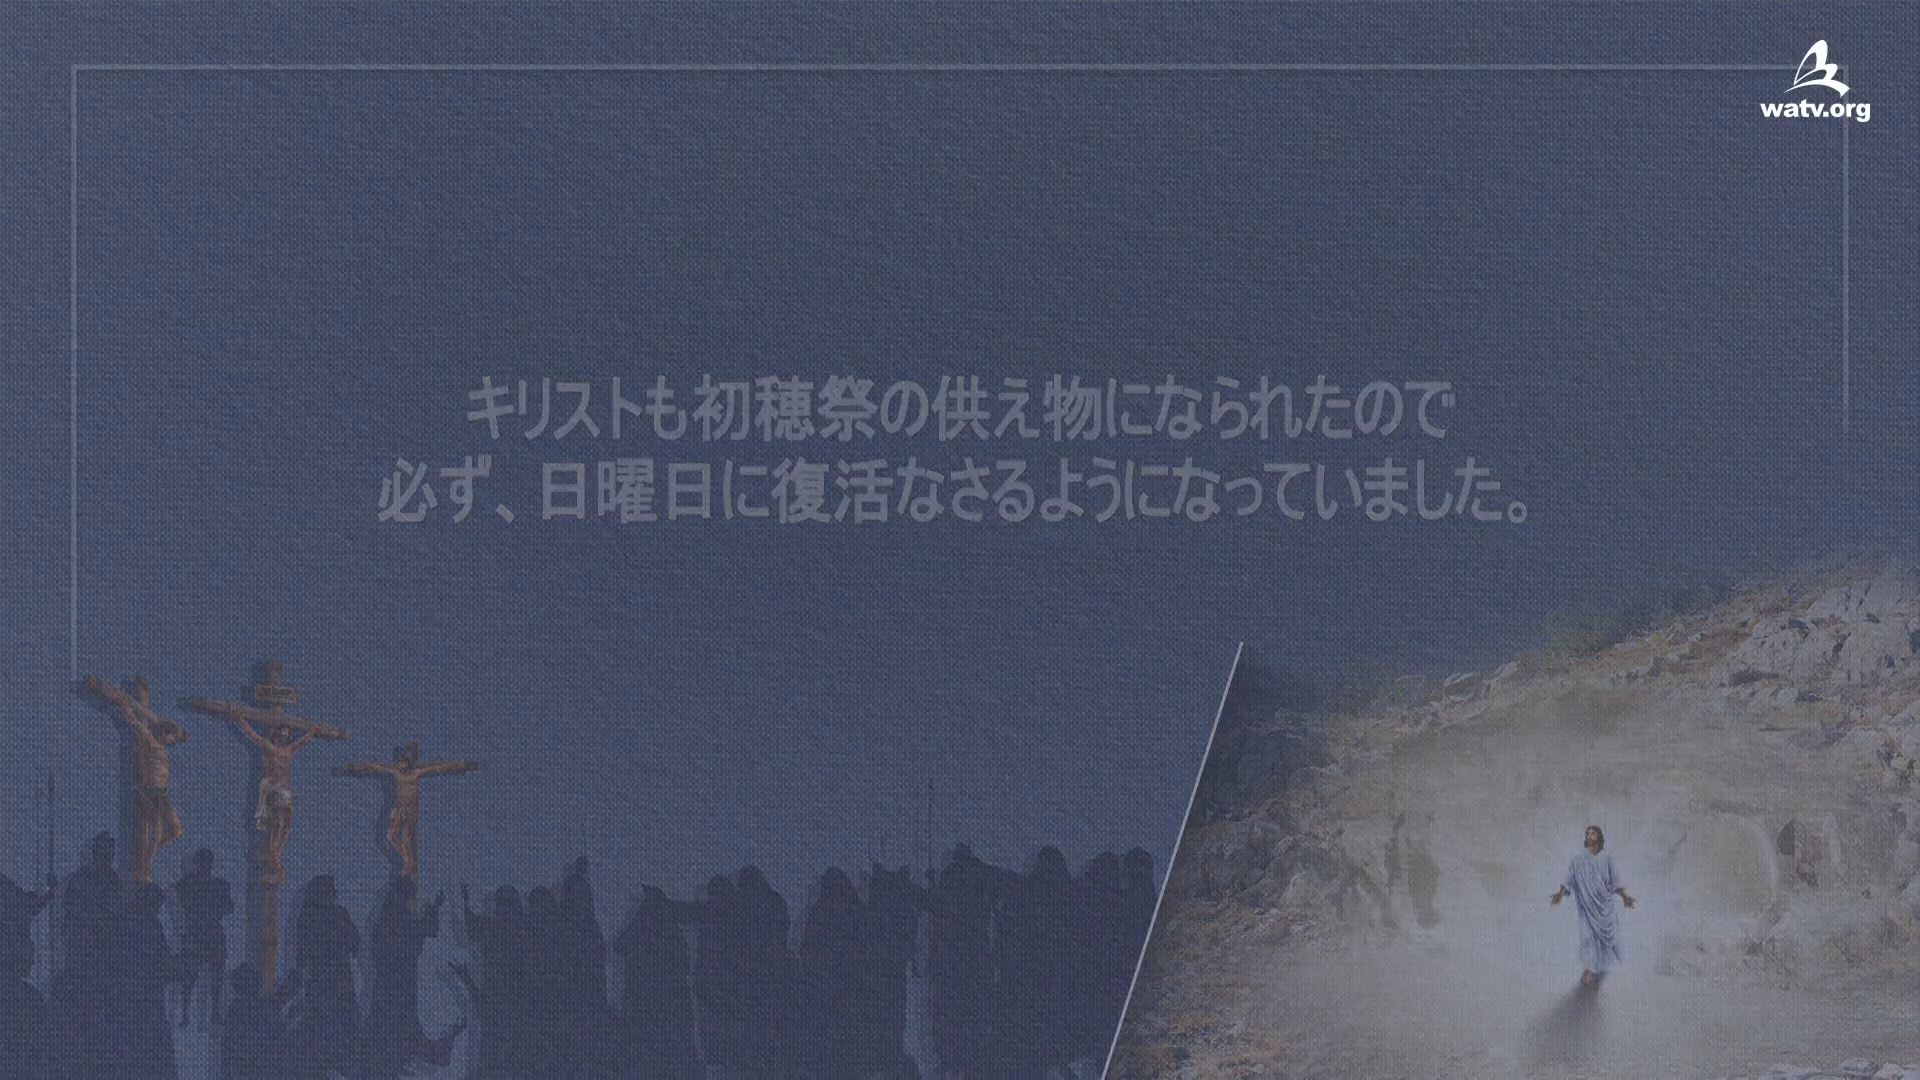 watv.org
キリストも初穂祭の供え物になられたので
必ず、日曜日に復活なさるようになっていました。